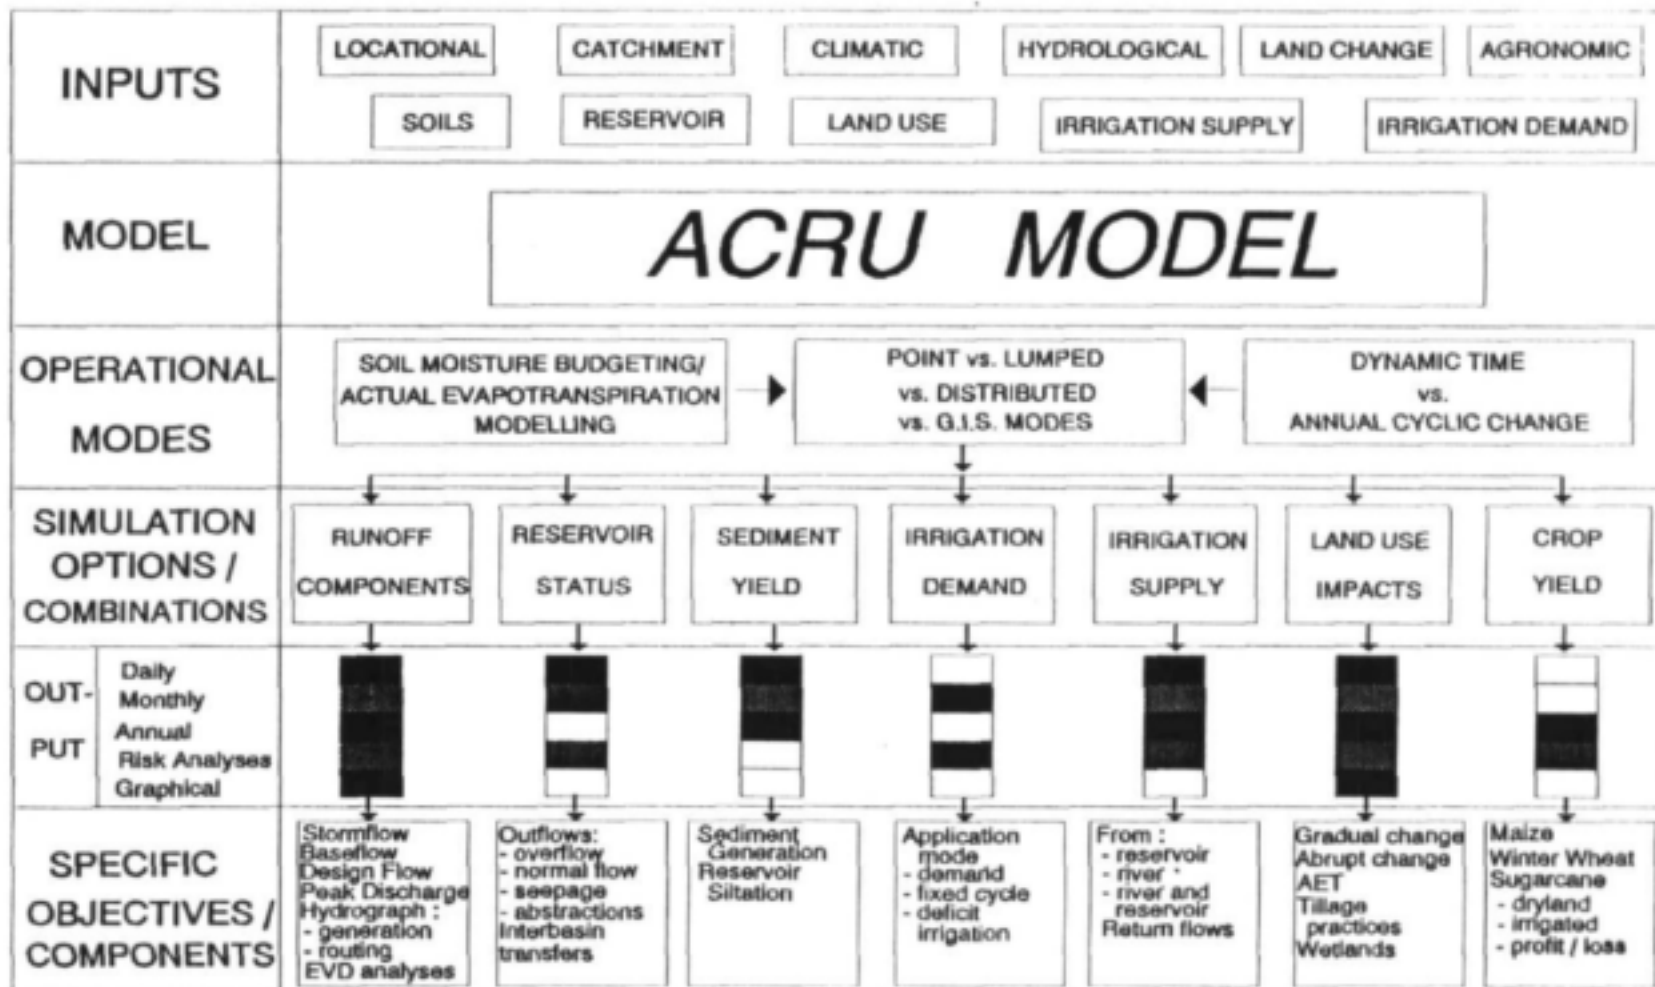 INPUTS
LOCATIONAL
CATCHMENT
CLIMATIC
HYDROLOGICAL
LAND CHANGE
AGRONOMIC
SOILS
RESERVOIR
LAND USE
IRRIGATION SUPPLY
IRRIGATION DEMAND
MODEL
ACRU MODEL
OPERATIONAL
MODES
SOIL MOISTURE BUDGETING/
ACTUAL EVAPOTRANSPIRATION
MODELLING
POINT vs. LUMPED
vs. DISTRIBUTED
vs. G.I.S. MODES
DYNAMIC TIME
vs.
ANNUAL CYCLIC CHANGE
SIMULATION
OPTIONS /
COMBINATIONS
RUNOFF
COMPONENTS
RESERVOIR
STATUS
SEDIMENT
YIELD
IRRIGATION
DEMAND
IRRIGATION
SUPPLY
LAND USE
IMPACTS
CROP
YIELD
OUT-
PUT
Daily
Monthly
Annual
Risk Analyses
Graphical
SPECIFIC
OBJECTIVES /
COMPONENTS
Stormflow
Baseflow
Design Flow
Peak Discharge
Hydrograph :
- generation
- routing
EVD analyses
Outflows:
- overflow
- normal flow
- seepage
- abstractions
Interbasin
transfers
Sediment
Generation
Reservoir
Siltation
Application
mode
- demand
- fixed cycle
- deficit
irrigation
From :
- reservoir
- river
- river and
reservoir
Return flows
Gradual change
Abrupt change
AET
Tillage
practices
Wetlands
Maize
Winter Wheat
Sugarcane
- dryland
- irrigated
- profit / loss